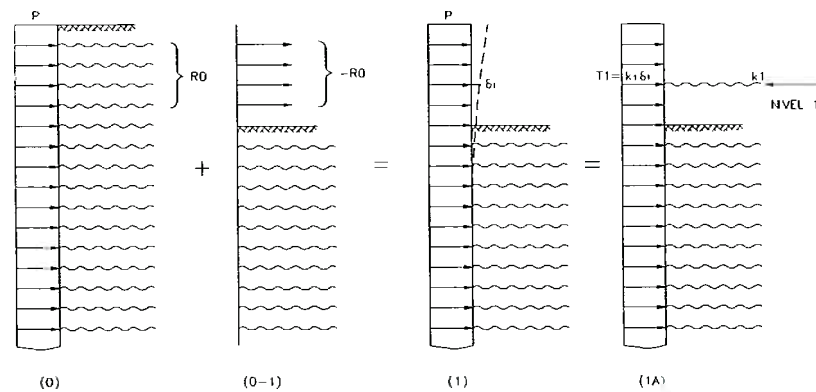 P
R0
-R0
P
δ1
T1=k1δ1
k1
NIVEL 1
+
=
=
(0)
(0-1)
(1)
(1A)